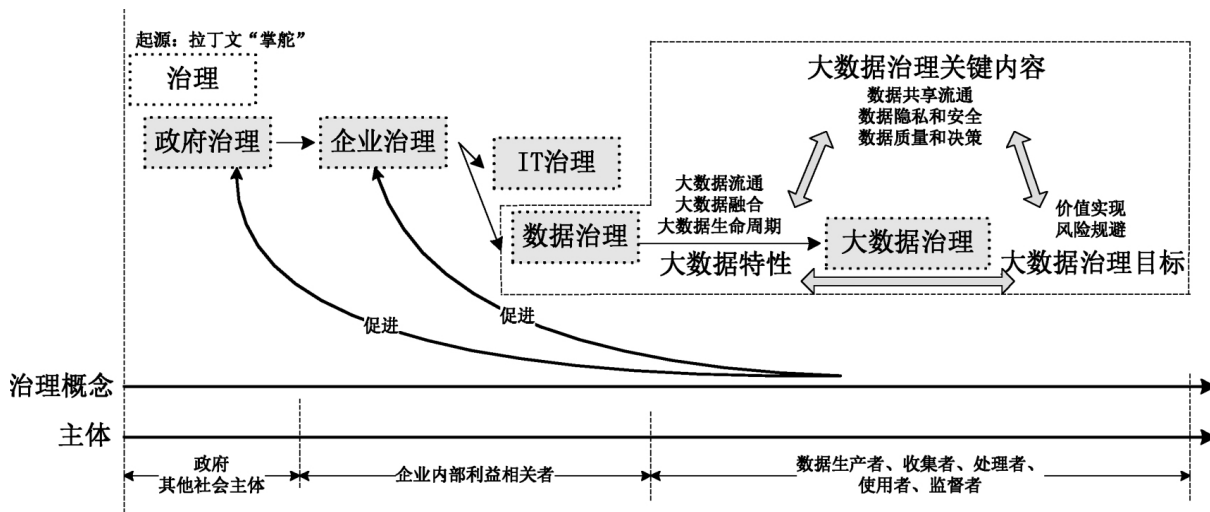 起源：拉丁文“掌舵”
治理
政府治理
企业治理
IT治理
数据治理
大数据治理关键内容
数据共享流通
数据隐私和安全
数据质量和决策
大数据流通
大数据融合
大数据生命周期
大数据特性
大数据治理
价值实现
风险规避
大数据治理目标
促进
促进
治理概念
主体
政府
其他社会主体
企业内部利益相关者
数据生产者、收集者、处理者、
使用者、监督者